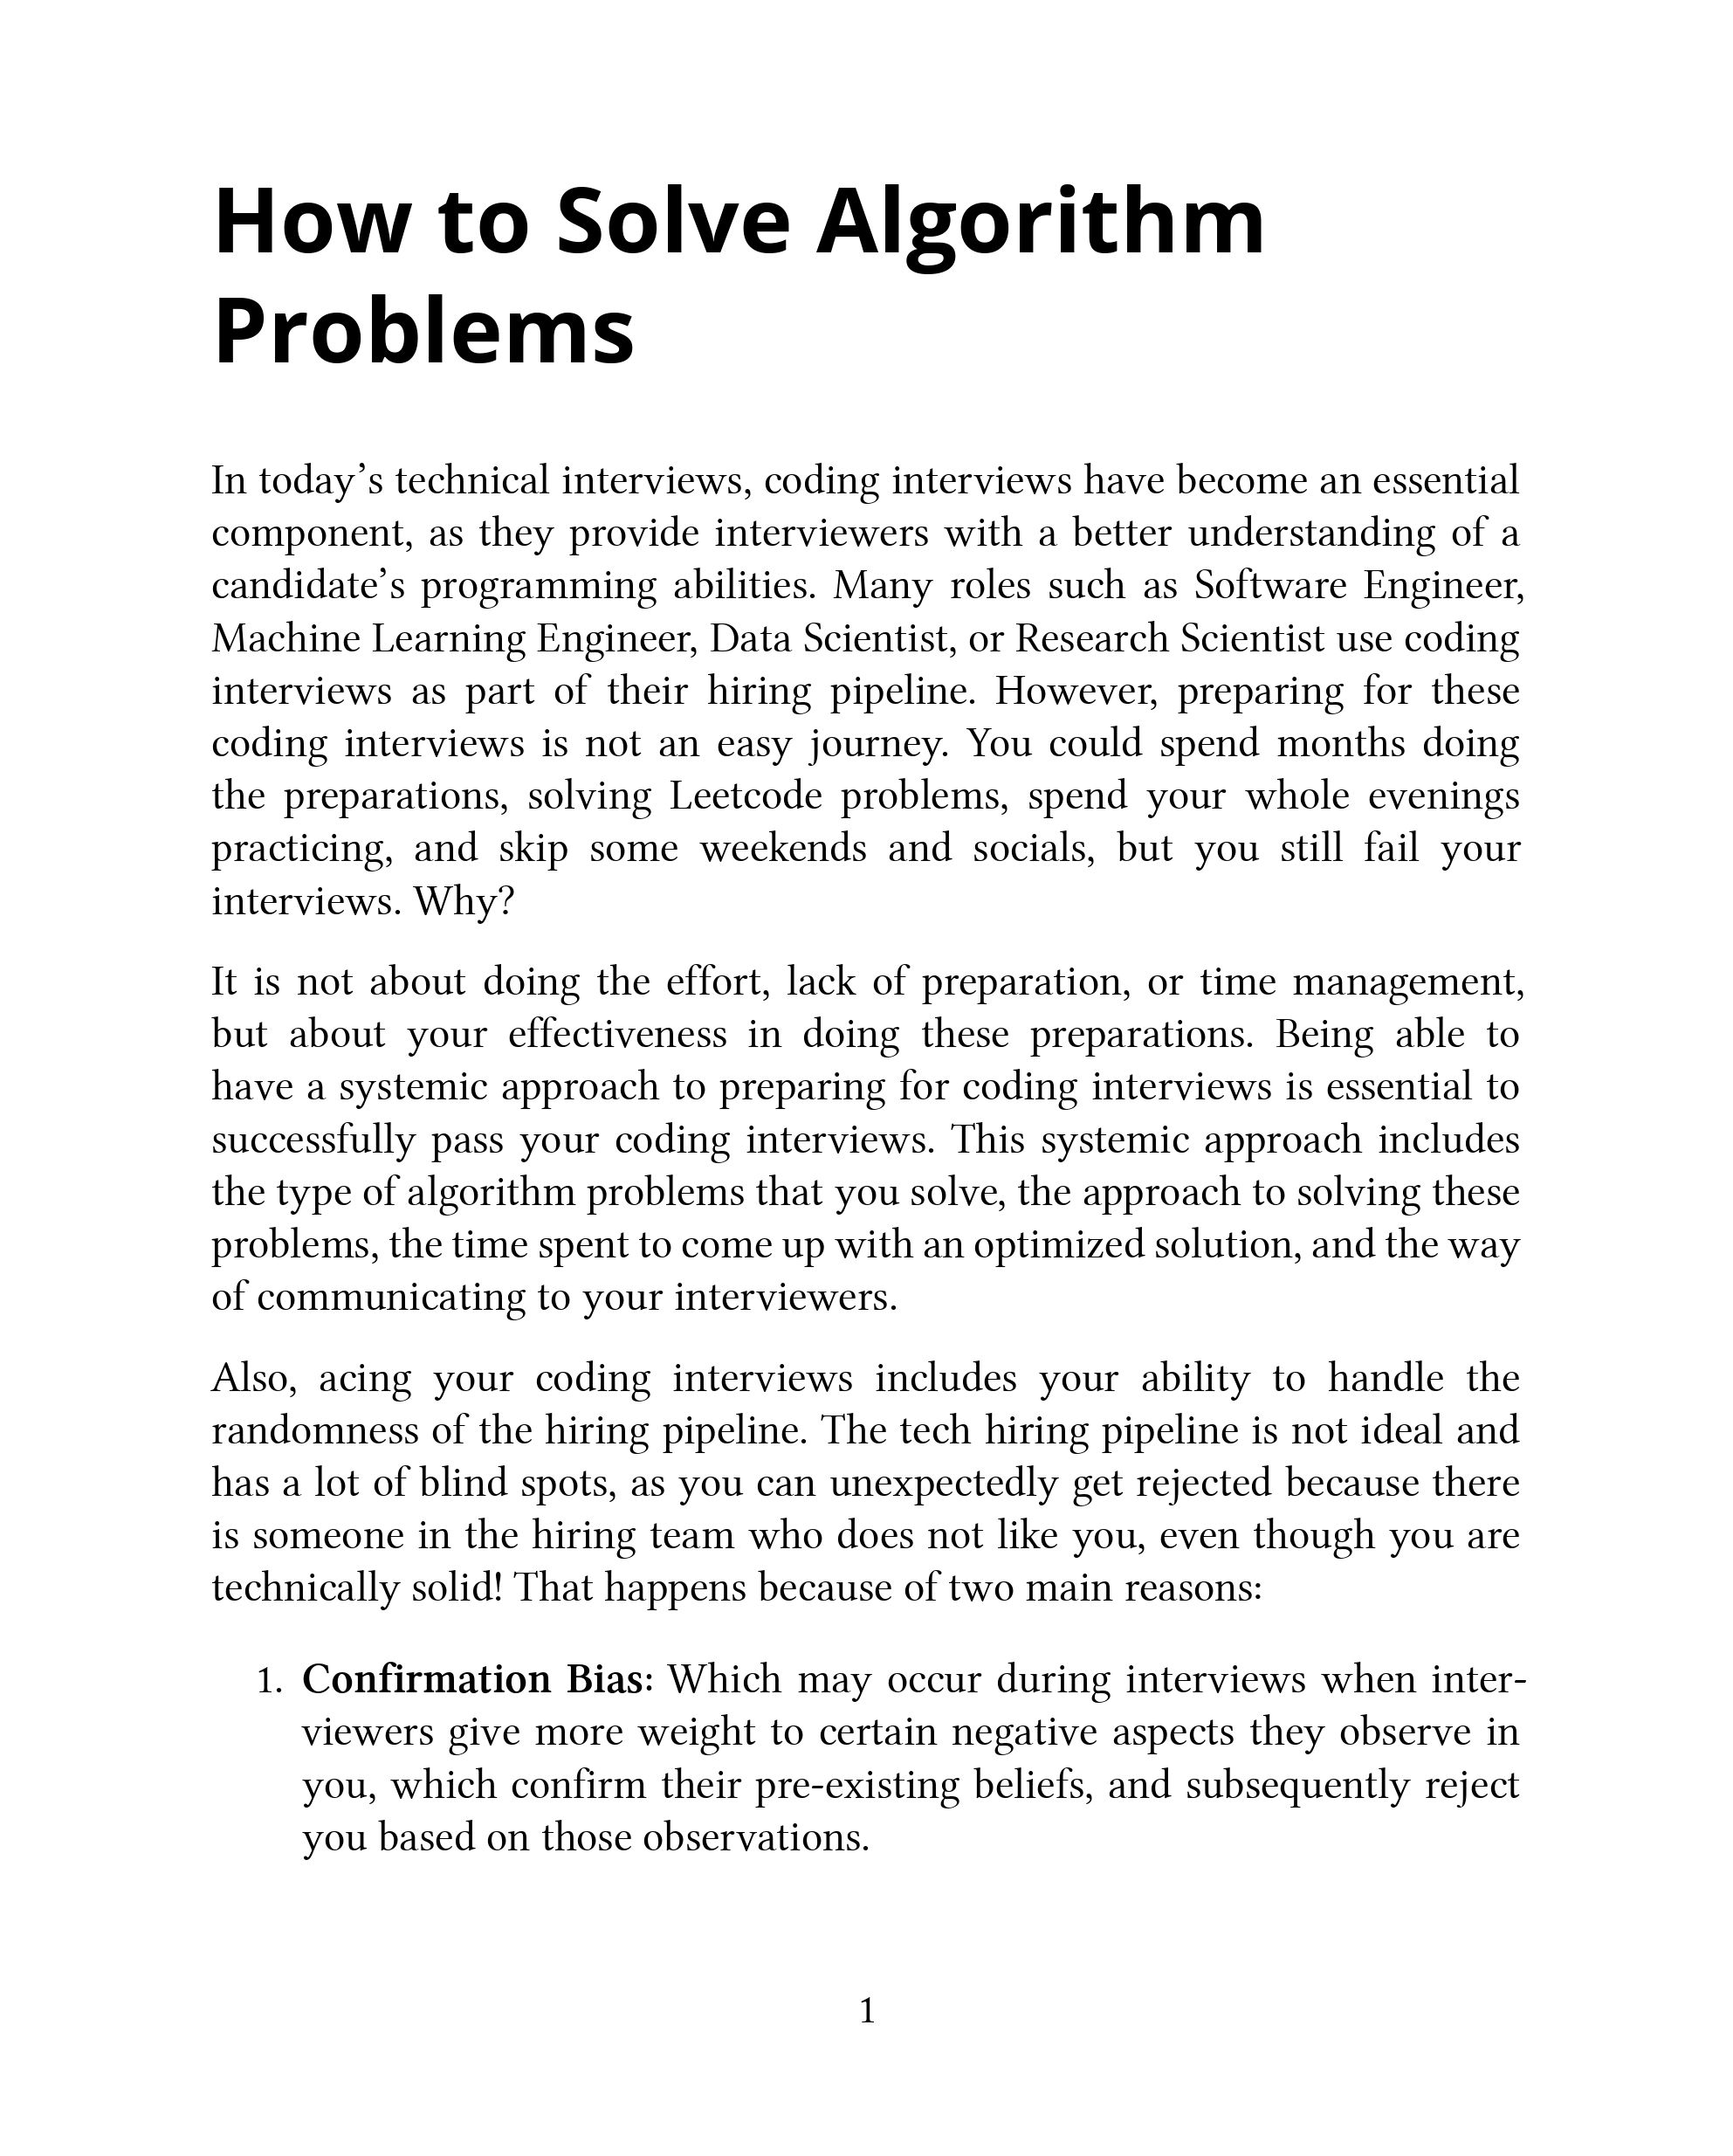 How to Solve Algorithm
Problems
In today’s technical interviews, coding interviews have become an essential
component, as they provide interviewers with a better understanding of a
candidate’s programming abilities. Many roles such as Software Engineer,
Machine Learning Engineer, Data Scientist, or Research Scientist use coding
interviews as part of their hiring pipeline. However, preparing for these
coding interviews is not an easy journey. You could spend months doing
the preparations, solving Leetcode problems, spend your whole evenings
practicing, and skip some weekends and socials, but you still fail your
interviews. Why?
It is not about doing the effort, lack of preparation, or time management,
but about your effectiveness in doing these preparations. Being able to
have a systemic approach to preparing for coding interviews is essential to
successfully pass your coding interviews. This systemic approach includes
the type of algorithm problems that you solve, the approach to solving these
problems, the time spent to come up with an optimized solution, and the way
of communicating to your interviewers.
Also, acing your coding interviews includes your ability to handle the
randomness of the hiring pipeline. The tech hiring pipeline is not ideal and
has a lot of blind spots, as you can unexpectedly get rejected because there
is someone in the hiring team who does not like you, even though you are
technically solid! That happens because of two main reasons:
1. Confirmation Bias: Which may occur during interviews when inter-
viewers give more weight to certain negative aspects they observe in
you, which confirm their pre-existing beliefs, and subsequently reject
you based on those observations.
1